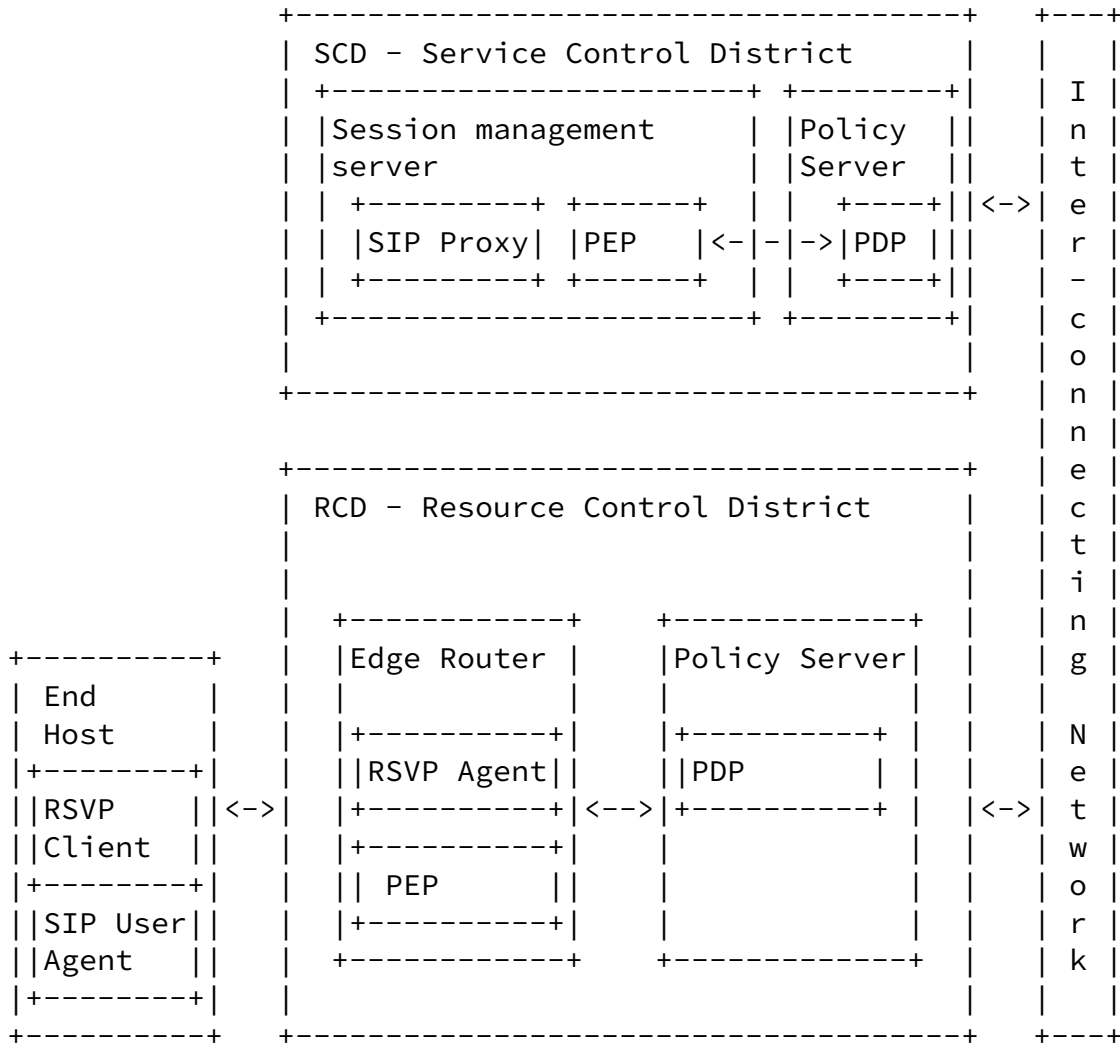 SCD - Service Control District
Session management
server
Policy
Server
SIP Proxy
PEP
<-|-|->
PDP
<->
RCD - Resource Control District
Edge Router
RSVP Agent
PEP
<-->
Policy Server
PDP
<->
End
Host
RSVP
Client
SIP User
Agent
<->
Inter-connecting Network